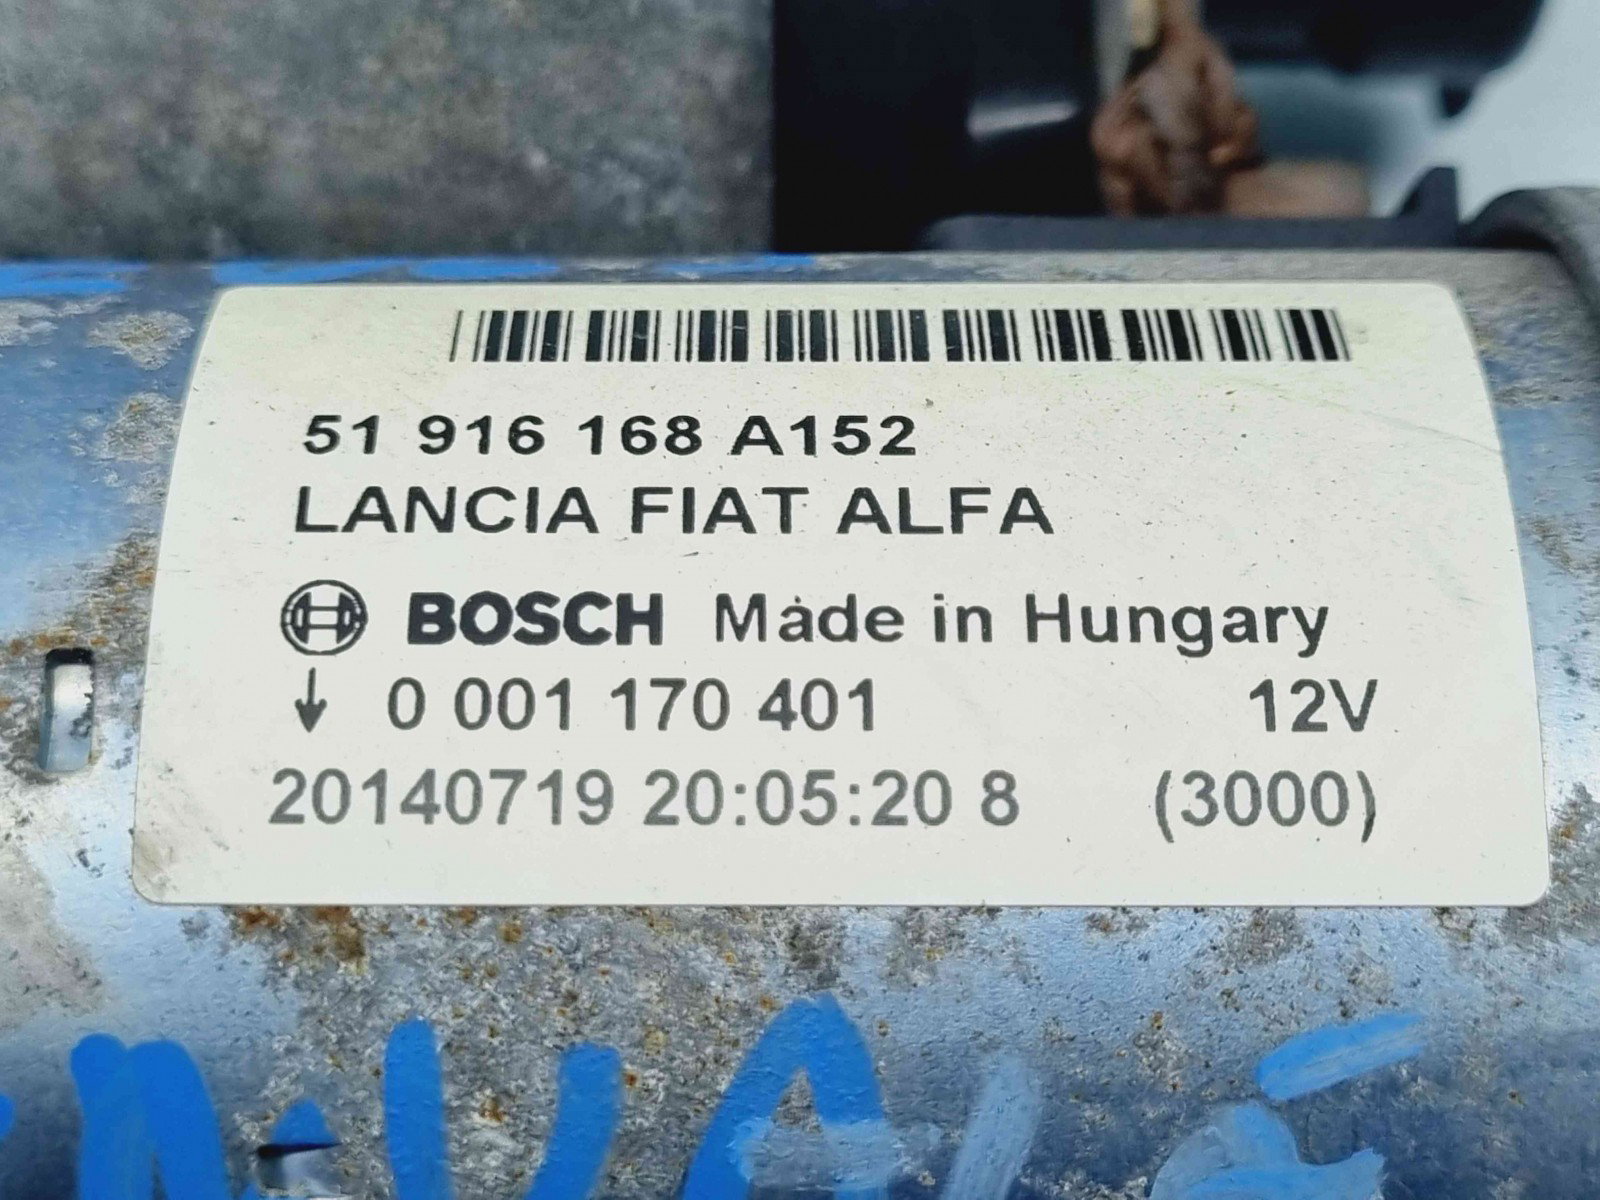 51 916 168 A152
LANCIA FIAT ALFA
BOSCH Made in Hungary
↓ 0 001 170 401 12V
20140719 20:05:20 8 (3000)